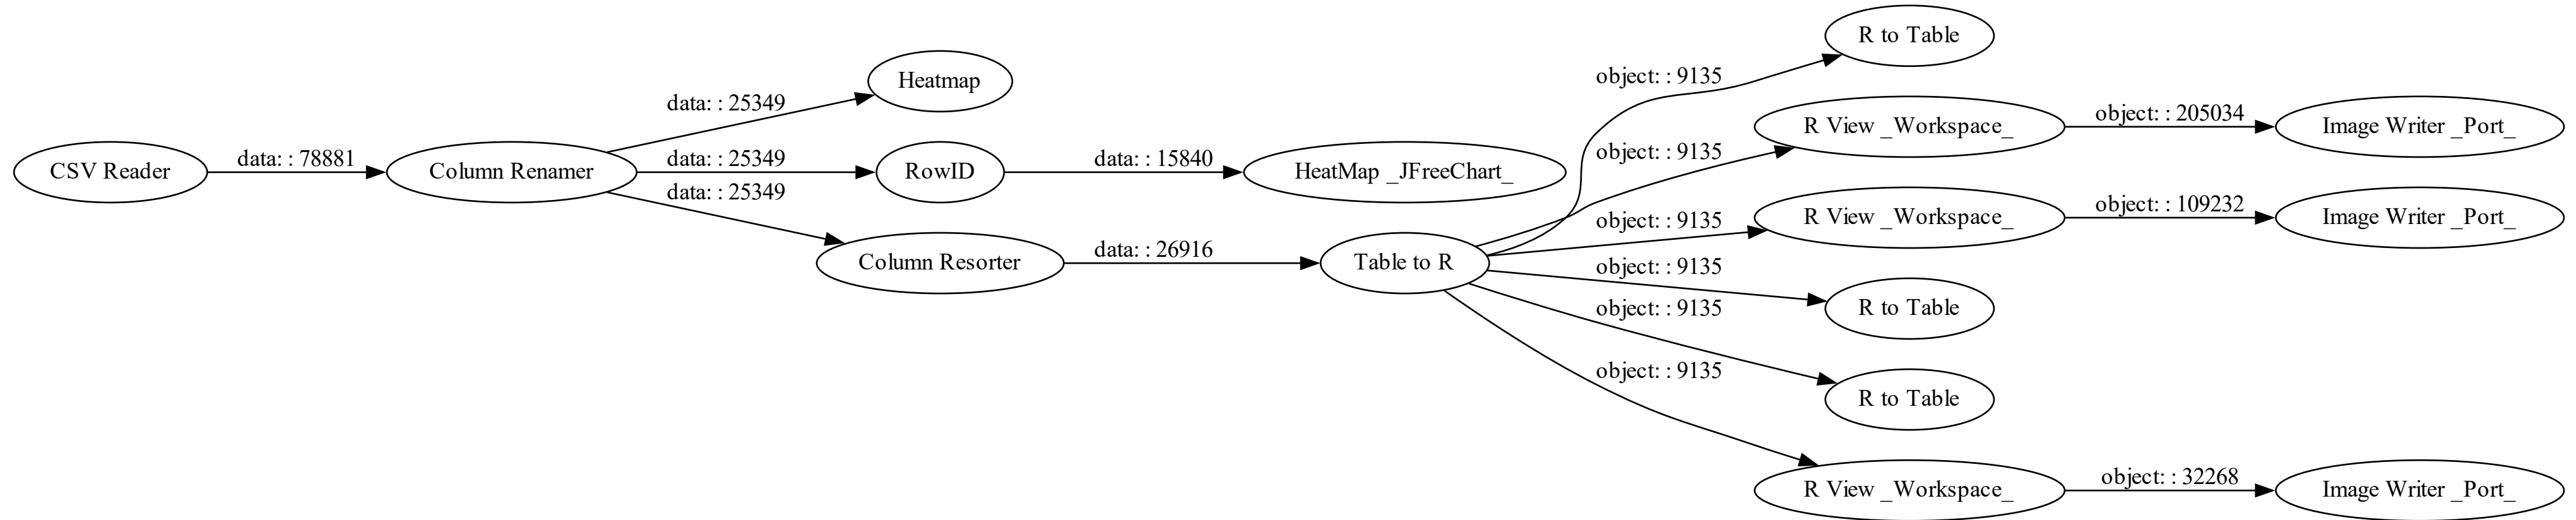 R to Table
object: : 9135
Heatmap
data: : 25349
R View _Workspace_
object: : 205034
Image Writer _Port_
object: : 9135
CSV Reader
data: : 78881
Column Renamer
data: : 25349
RowID
data: : 15840
HeatMap _JFreeChart_
data: : 25349
object: : 9135
R View _Workspace_
object: : 109232
Image Writer _Port_
Column Resorter
data: : 26916
Table to R
object: : 9135
R to Table
object: : 9135
R to Table
object: : 9135
R View _Workspace_
object: : 32268
Image Writer _Port_